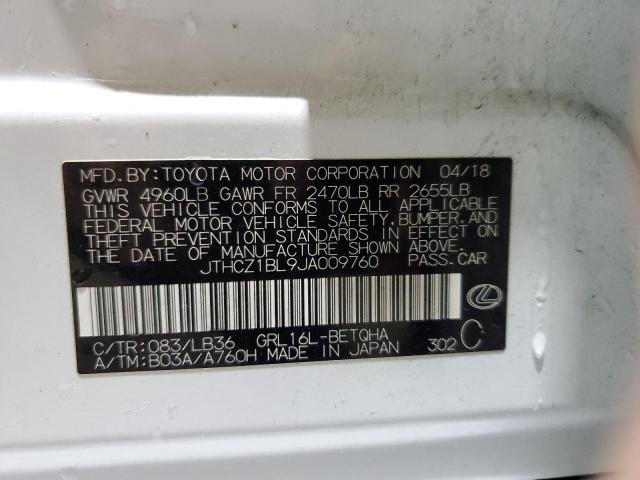 MFD.BY:TOYOTA MOTOR CORPORATION 04/18
GVWR 4960LB GAWR FR 2470LB RR 2655LB
THIS VEHICLE CONFORMS TO ALL APPLICABLE
FEDERAL MOTOR VEHICLE SAFETY,BUMPER,AND
THEFT PREVENTION STANDARDS IN EFFECT ON
THE DATE OF MANUFACTURE SHOWN ABOVE.
JTHCZ1BL9JA009760 PASS.CAR
C/TR:083/LB36 GRL16L-BETQHA
A/TM:B03A/A760H MADE IN JAPAN 302 C